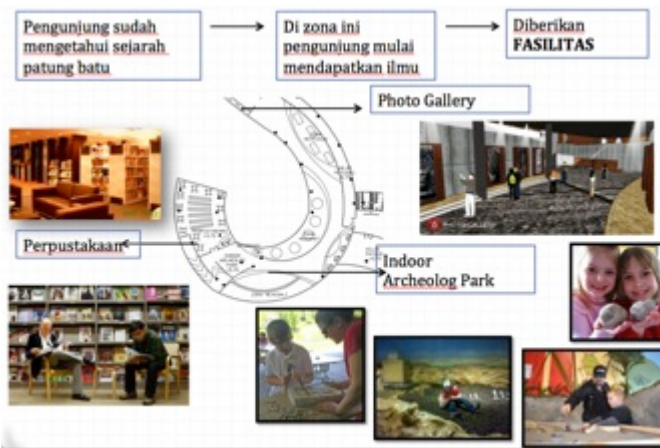 Pengunjung sudah
mengetahui sejarah
patung batu
Di zona ini
pengunjung mulai
mendapatkan ilmu
Diberikan
FASILITAS
Photo Gallery
Perpustakaan
Indoor
Archeolog Park